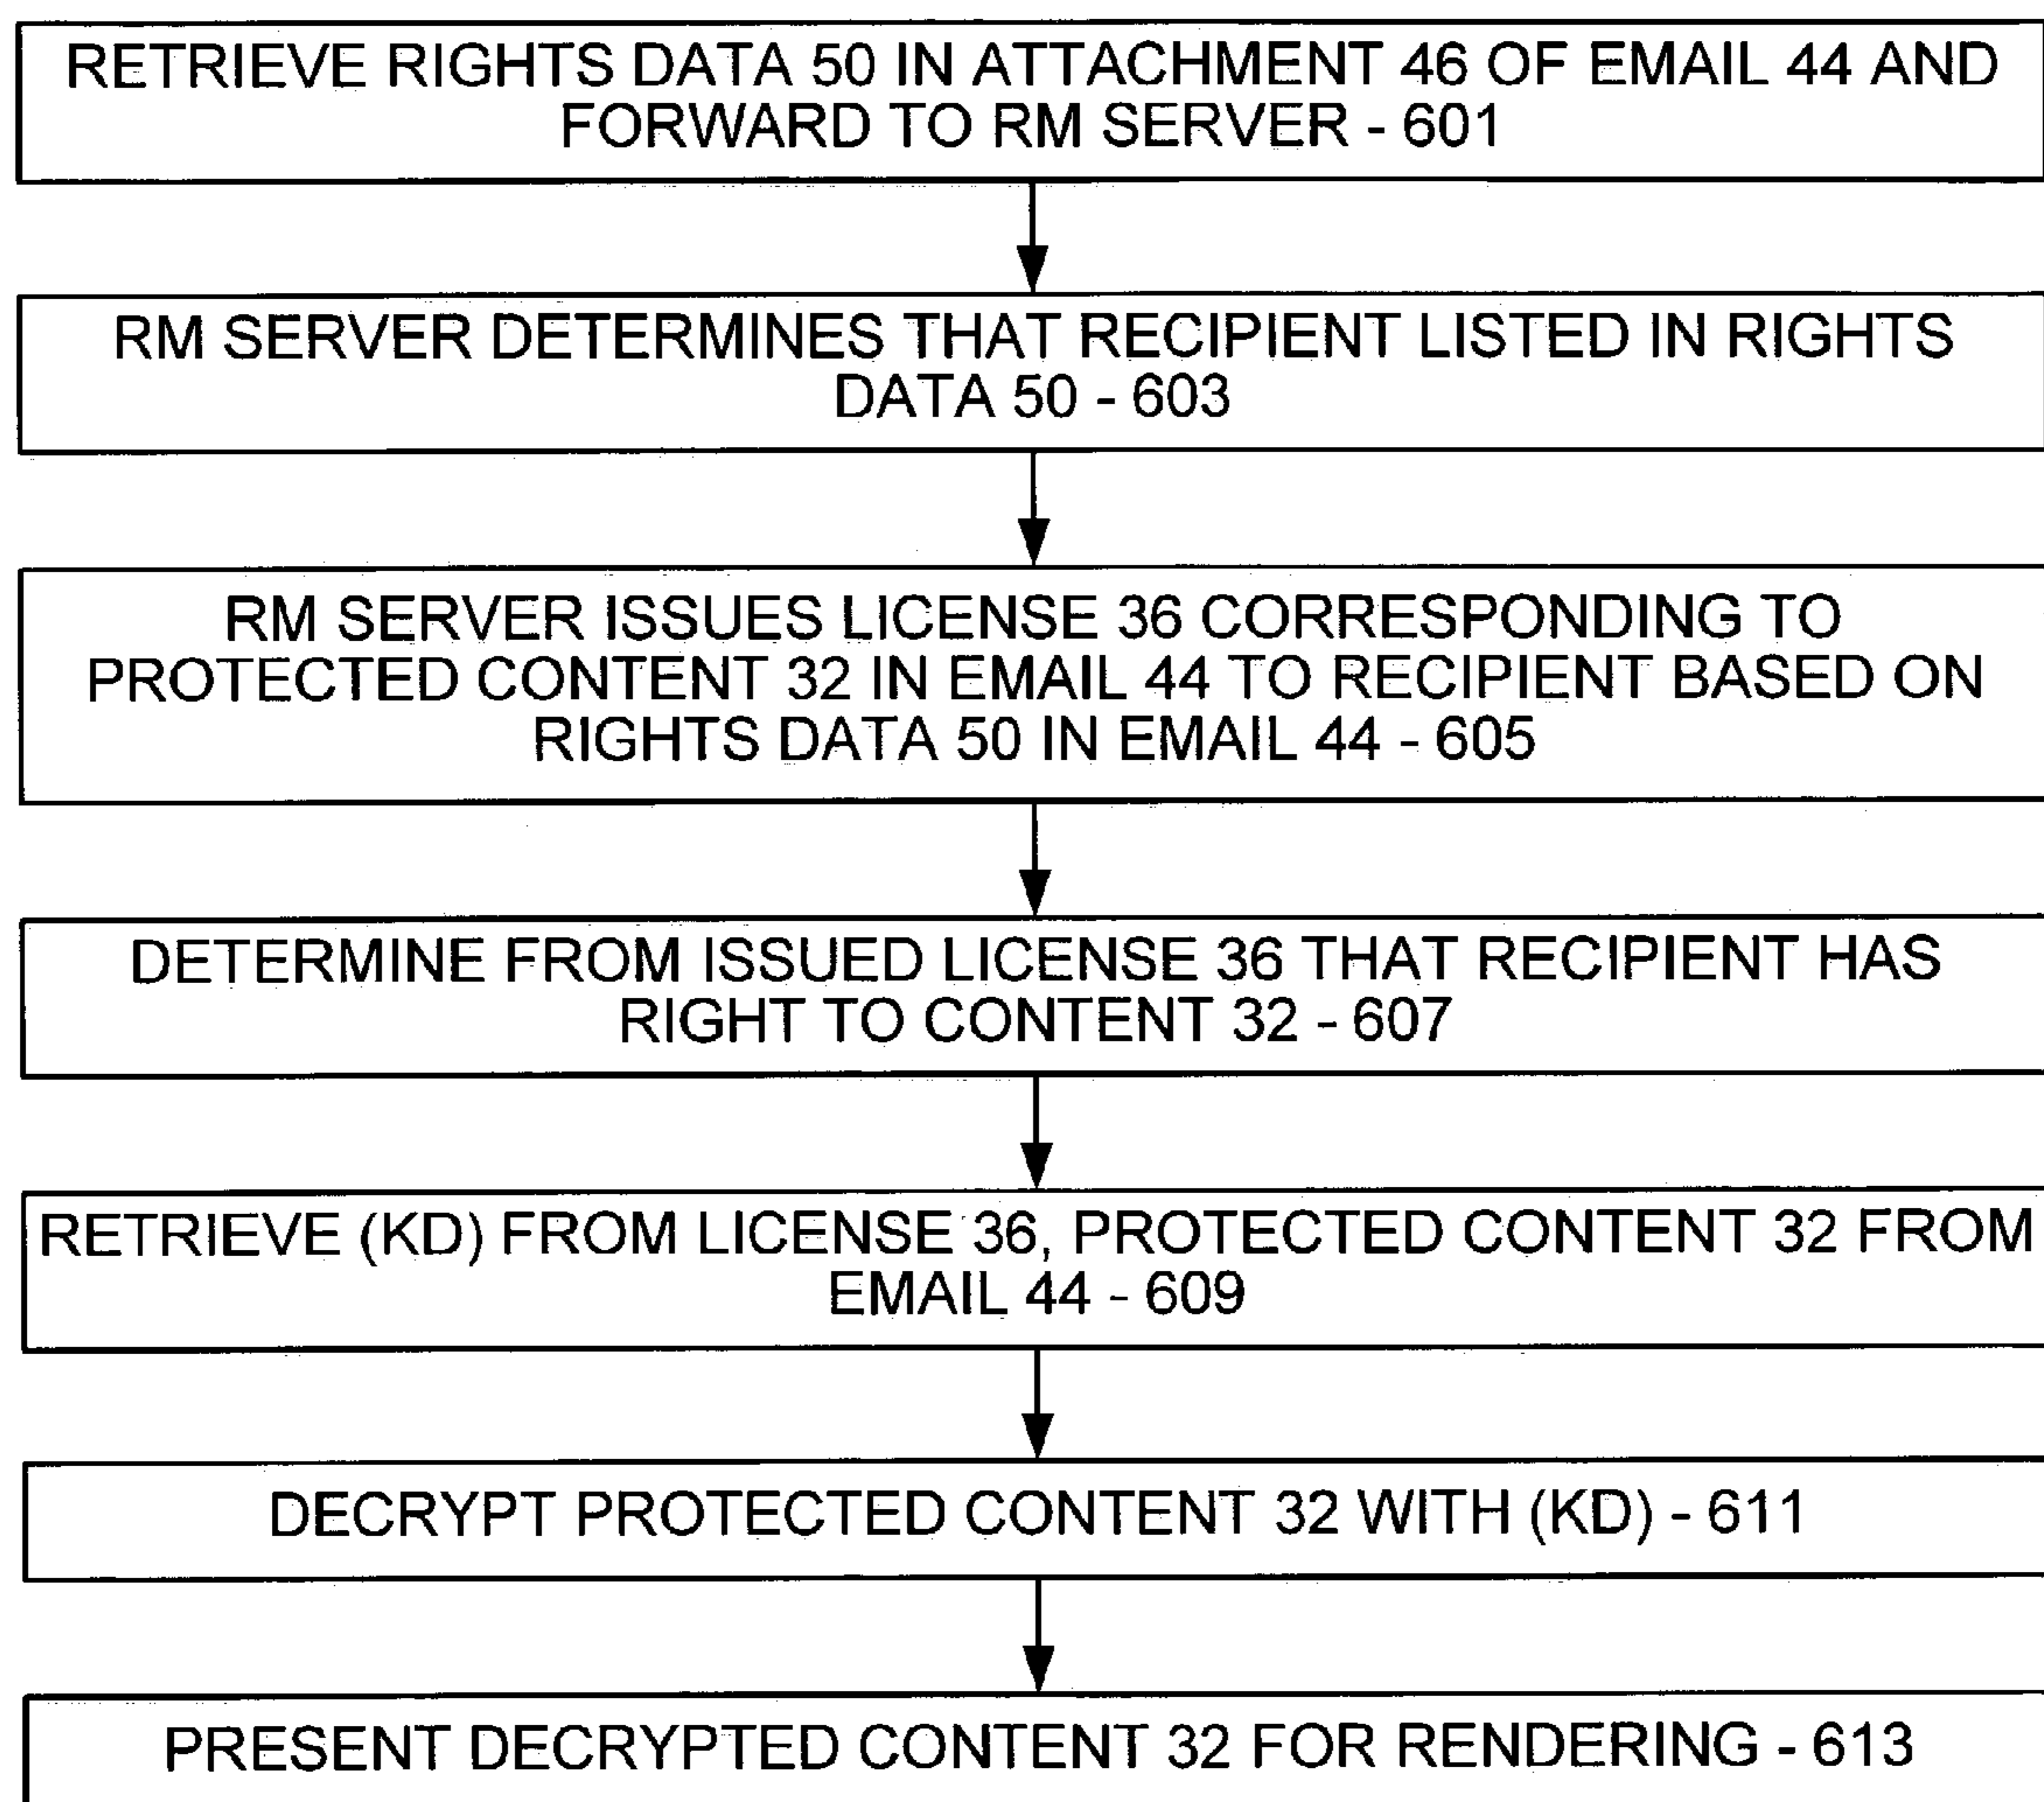 RETRIEVE RIGHTS DATA 50 IN ATTACHMENT 46 OF EMAIL 44 AND
FORWARD TO RM SERVER - 601
RM SERVER DETERMINES THAT RECIPIENT LISTED IN RIGHTS
DATA 50 - 603
RM SERVER ISSUES LICENSE 36 CORRESPONDING TO
PROTECTED CONTENT 32 IN EMAIL 44 TO RECIPIENT BASED ON
RIGHTS DATA 50 IN EMAIL 44 - 605
DETERMINE FROM ISSUED LICENSE 36 THAT RECIPIENT HAS
RIGHT TO CONTENT 32 - 607
RETRIEVE (KD) FROM LICENSE 36, PROTECTED CONTENT 32 FROM
EMAIL 44 - 609
DECRYPT PROTECTED CONTENT 32 WITH (KD) - 611
PRESENT DECRYPTED CONTENT 32 FOR RENDERING - 613